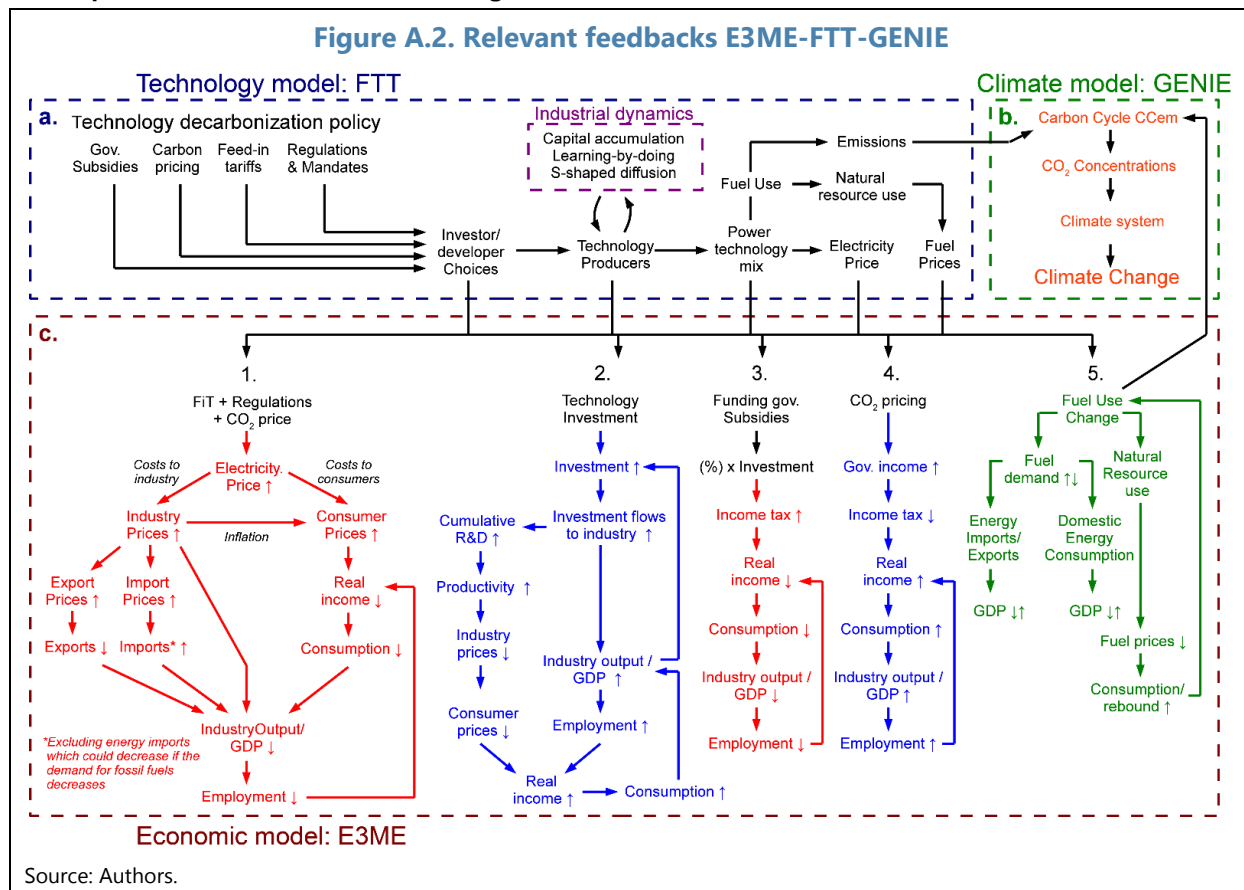 Figure A.2. Relevant feedbacks E3ME-FTT-GENIE
Technology model: FTT
Climate model: GENIE
a.
Technology decarbonization policy
Gov.
Subsidies
Carbon
pricing
Feed-in
tariffs
Regulations
& Mandates
Industrial dynamics
Capital accumulation
Learning-by-doing
S-shaped diffusion
Investor/
developer
Choices
Technology
Producers
Emissions
Fuel Use
Natural
resource use
Power
technology
mix
Electricity
Price
Fuel
Prices
b.
Carbon Cycle CCem
CO₂ Concentrations
Climate system
Climate Change
c.
1.
FiT + Regulations
+ CO₂ price
Costs to
industry
Electricity.
Price ↑
Costs to
consumers
Industry
Prices ↑
Inflation
Consumer
Prices ↑
Export
Prices ↑
Import
Prices ↑
Real
income ↓
Exports ↓
Imports* ↑
Consumption ↓
IndustryOutput/
GDP ↓
*Excluding energy imports
which could decrease if the
demand for fossil fuels
decreases
Employment ↓
2.
Technology
Investment
Investment ↑
Cumulative
R&D ↑
Investment flows
to industry ↑
Productivity ↑
Industry
prices ↓
Industry output /
GDP ↑
Consumer
prices ↓
Employment ↑
Real
income ↑
Consumption ↑
3.
Funding gov.
Subsidies
(%) x Investment
Income tax ↑
Real
income ↓
Consumption ↓
Industry output /
GDP ↓
Employment ↓
4.
CO₂ pricing
Gov. income ↑
Income tax ↓
Real
income ↑
Consumption ↑
Industry output /
GDP ↑
Employment ↑
5.
Fuel Use
Change
Fuel
demand ↑↓
Natural
Resource
use
Energy
Imports/
Exports
Domestic
Energy
Consumption
GDP ↓↑
GDP ↓↑
Fuel prices ↓
Consumption/
rebound ↑
Economic model: E3ME
Source: Authors.